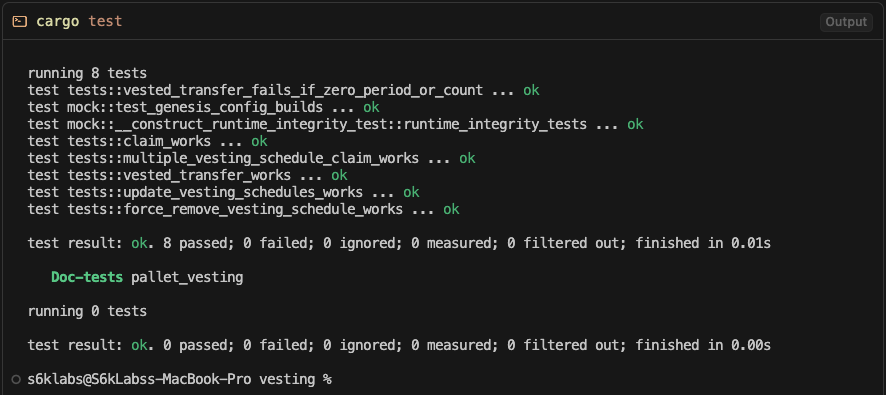 cargo test
Output
running 8 tests
test tests::vested_transfer_fails_if_zero_period_or_count ... ok
test mock::test_genesis_config_builds ... ok
test mock::__construct_runtime_integrity_test::runtime_integrity_tests ... ok
test tests::claim_works ... ok
test tests::multiple_vesting_schedule_claim_works ... ok
test tests::vested_transfer_works ... ok
test tests::update_vesting_schedules_works ... ok
test tests::force_remove_vesting_schedule_works ... ok
test result: ok. 8 passed; 0 failed; 0 ignored; 0 measured; 0 filtered out; finished in 0.01s
Doc-tests pallet_vesting
running 0 tests
test result: ok. 0 passed; 0 failed; 0 ignored; 0 measured; 0 filtered out; finished in 0.00s
s6klabs@S6kLabss-MacBook-Pro vesting %